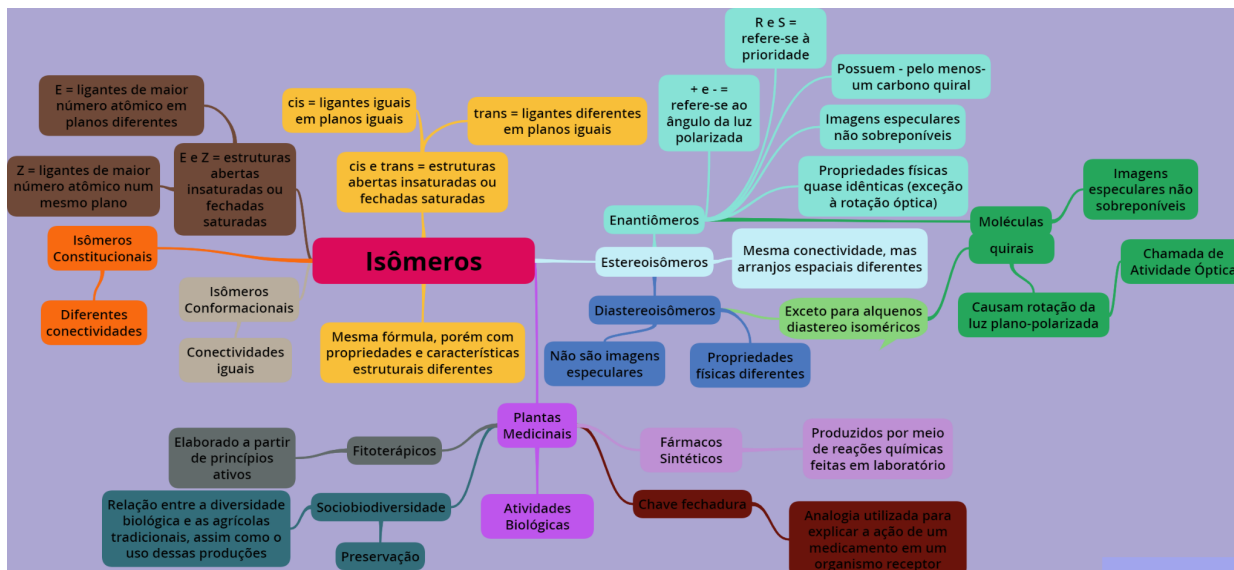 R e S =
refere-se à
prioridade
E = ligantes de maior
número atômico em
planos diferentes
cis = ligantes iguais
em planos iguais
trans = ligantes diferentes
em planos iguais
+ e - =
refere-se ao
ângulo da luz
polarizada
Possuem - pelo menos-
um carbono quiral
Imagens especulares
não sobreponíveis
Z = ligantes de maior
número atômico num
mesmo plano
E e Z = estruturas
abertas
insaturadas ou
fechadas
saturadas
cis e trans = estruturas
abertas insaturadas ou
fechadas saturadas
Propriedades físicas
quase idênticas (exceção
à rotação óptica)
Imagens
especulares não
sobreponíveis
Enantiômeros
Moléculas
quirais
Isômeros
Constitucionais
Isômeros
Estereoisômeros
Mesma conectividade, mas
arranjos espaciais diferentes
Chamada de
Atividade Óptica
Diferentes
conectividades
Isômeros
Conformacionais
Diastereoisômeros
Exceto para alquenos
diastereo isoméricos
Causam rotação da
luz plano-polarizada
Conectividades
iguais
Mesma fórmula, porém com
propriedades e características
estruturais diferentes
Não são imagens
especulares
Propriedades
físicas diferentes
Plantas
Medicinais
Elaborado a partir
de princípios
ativos
Fitoterápicos
Fármacos
Sintéticos
Produzidos por meio
de reações químicas
feitas em laboratório
Relação entre a diversidade
biológica e as agrícolas
tradicionais, assim como o
uso dessas produções
Sociobiodiversidade
Preservação
Atividades
Biológicas
Chave fechadura
Analogia utilizada para
explicar a ação de um
medicamento em um
organismo receptor